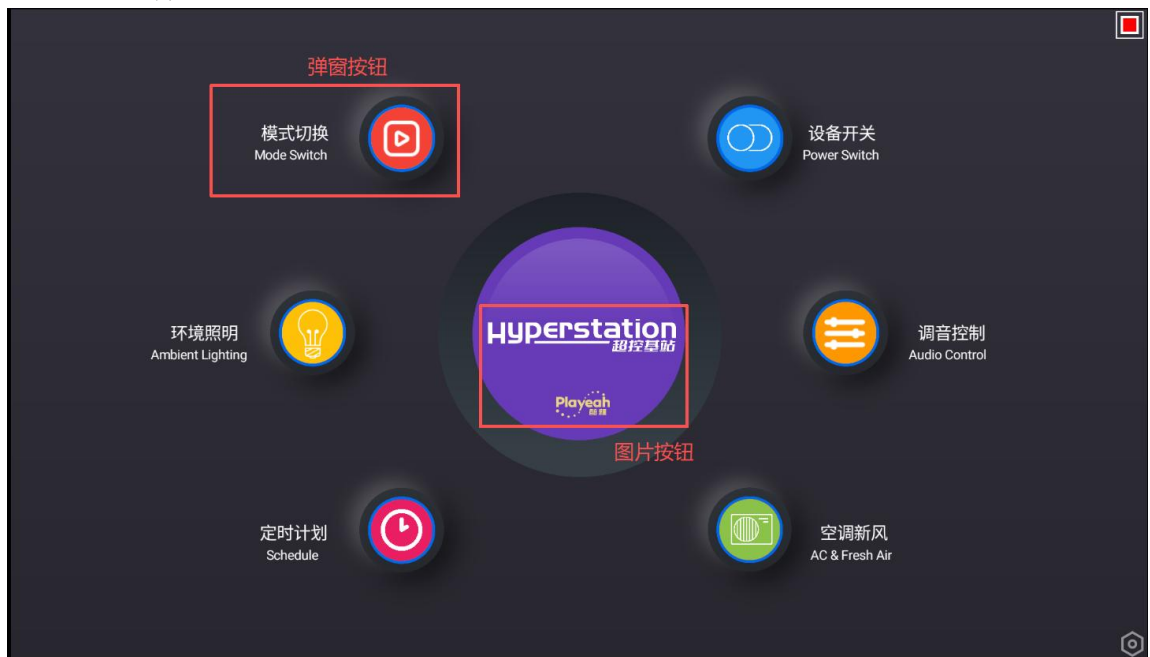 弹窗按钮
模式切换
Mode Switch
设备开关
Power Switch
环境照明
Ambient Lighting
Hyperstation
超控基站
Playeah
调音控制
Audio Control
图片按钮
定时计划
Schedule
空调新风
AC & Fresh Air